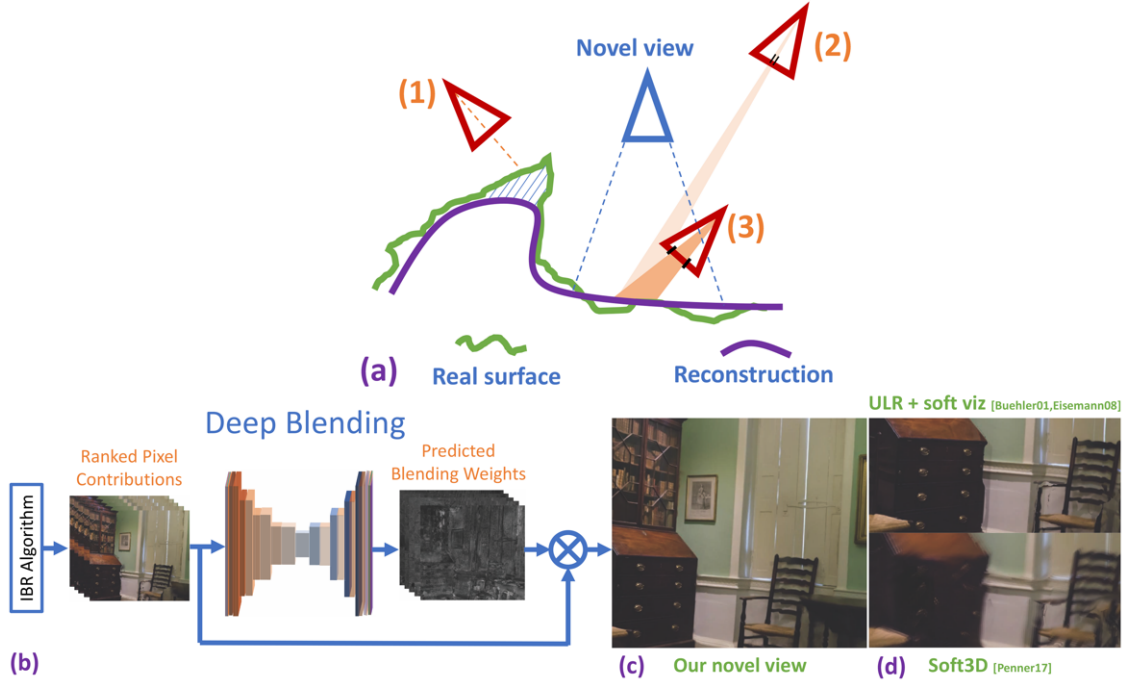 Novel view
(1)
(2)
(3)
(a)
Real surface
Reconstruction
Deep Blending
Ranked Pixel
Contributions
Predicted
Blending Weights
IBR Algorithm
(b)
(c)
Our novel view
ULR + soft viz [Buehler01,Eisemann08]
(d)
Soft3D [Penner17]